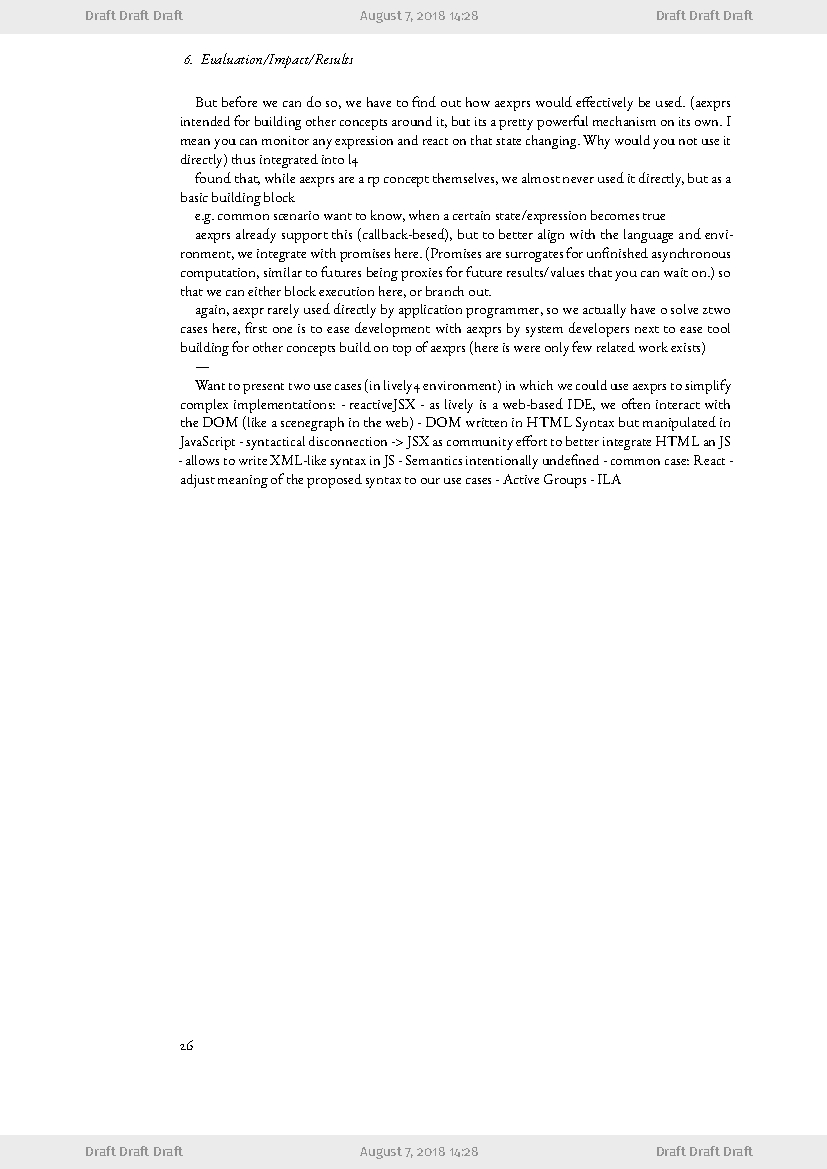 Draft Draft Draft August 7, 2018 14:28 Draft Draft Draft
6. Evaluation/Impact/Results
But before we can do so, we have to find out how aexprs would effectively be used. (aexprs
intended for building other concepts around it, but its a pretty powerful mechanism on its own. I
mean you can monitor any expression and react on that state changing. Why would you not use it
directly) thus integrated into l4
found that, while aexprs are a rp concept themselves, we almost never used it directly, but as a
basic building block
e.g. common scenario want to know, when a certain state/expression becomes true
aexprs already support this (callback-besed), but to better align with the language and envi-
ronment, we integrate with promises here. (Promises are surrogates for unfinished asynchronous
computation, similar to futures being proxies for future results/values that you can wait on.) so
that we can either block execution here, or branch out.
again, aexpr rarely used directly by application programmer, so we actually have o solve ztwo
cases here, first one is to ease development with aexprs by system developers next to ease tool
building for other concepts build on top of aexprs (here is were only few related work exists)
—
Want to present two use cases (in lively4 environment) in which we could use aexprs to simplify
complex implementations: - reactiveJSX - as lively is a web-based IDE, we often interact with
the DOM (like a scenegraph in the web) - DOM written in HTML Syntax but manipulated in
JavaScript - syntactical disconnection -> JSX as community effort to better integrate HTML an JS
- allows to write XML-like syntax in JS - Semantics intentionally undefined - common case: React -
adjust meaning of the proposed syntax to our use cases - Active Groups - ILA
26
Draft Draft Draft August 7, 2018 14:28 Draft Draft Draft